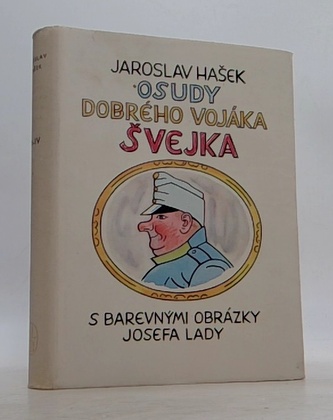 JAROSLAV HAŠEK
OSUDY
DOBRÉHO VOJÁKA
ŠVEJKA
S BAREVNÝMI OBRÁZKY
JOSEFA LADY